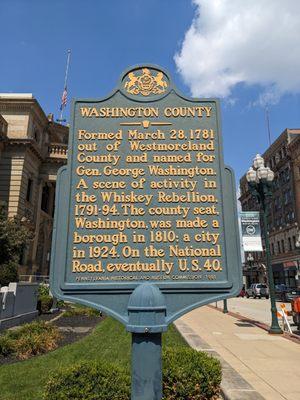 WASHINGTON COUNTY
Formed March 28, 1781
out of Westmoreland
County and named for
Gen. George Washington.
A scene of activity in
the Whiskey Rebellion,
1791-94. The county seat,
Washington, was made a
borough in 1810; a city
in 1924. On the National
Road, eventually U.S. 40.
PENNSYLVANIA HISTORICAL AND MUSEUM COMMISSION 1981